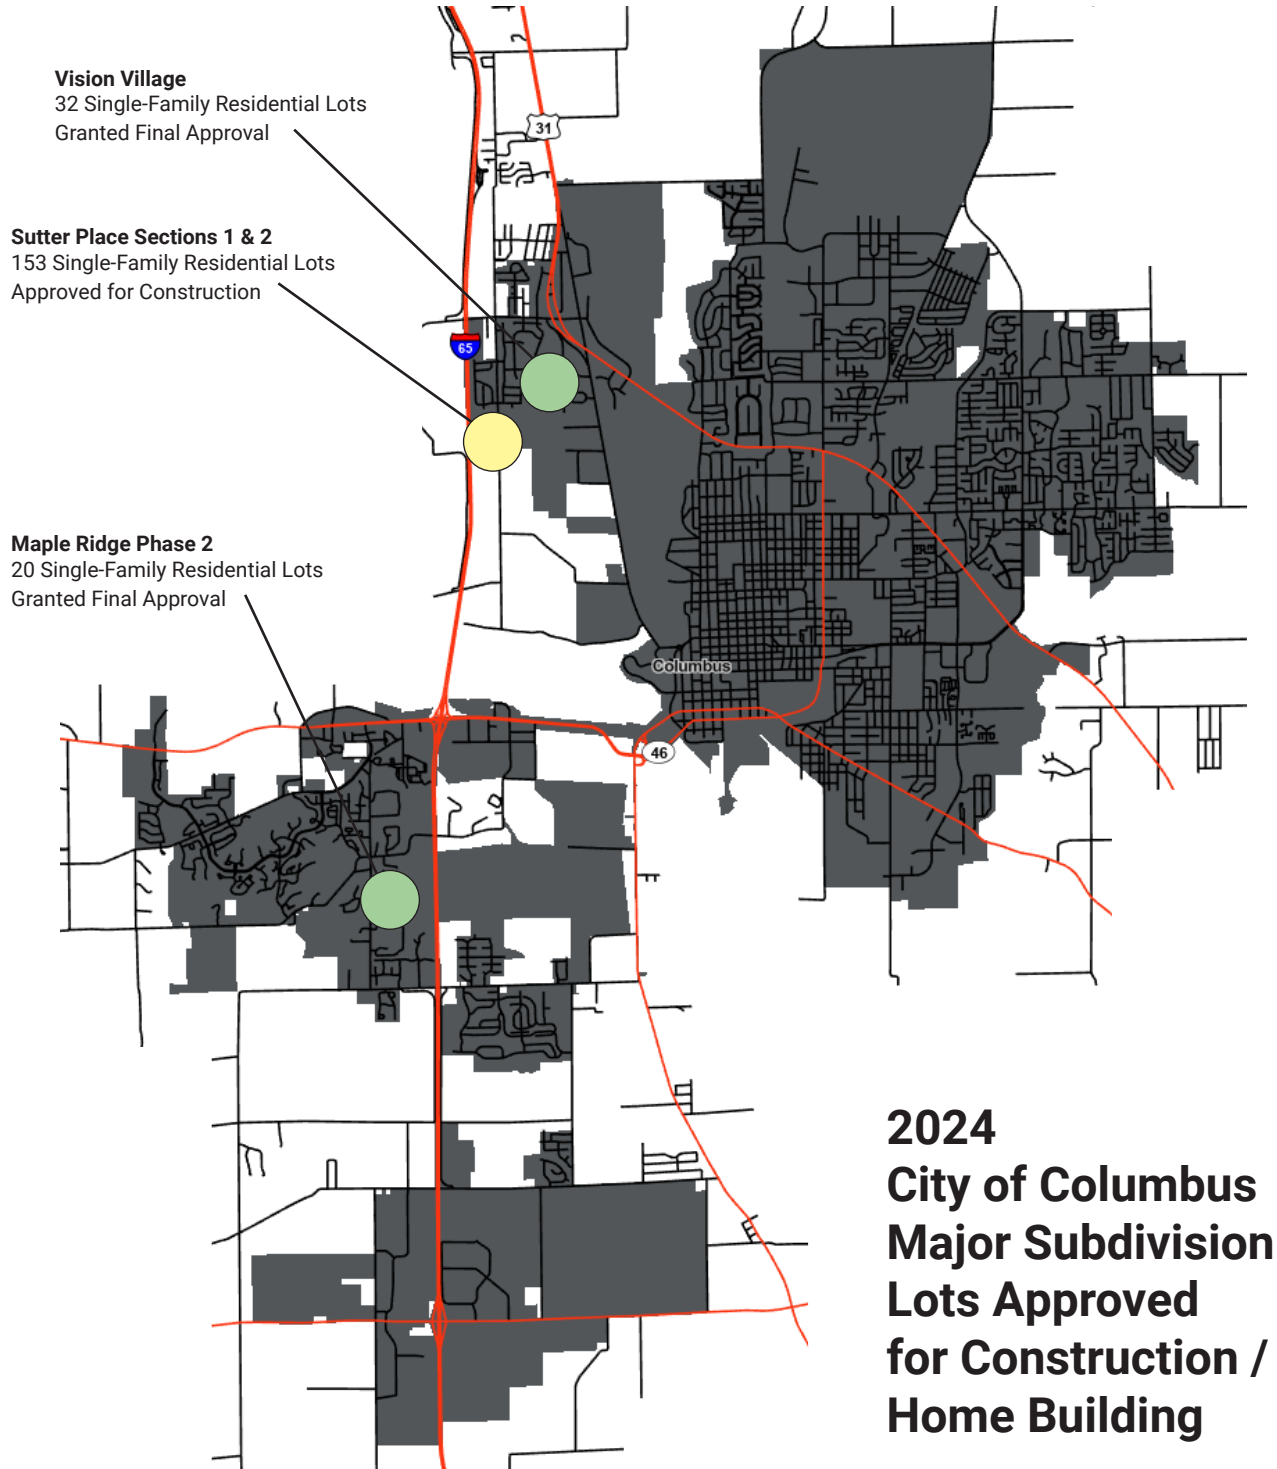 Vision Village
32 Single-Family Residential Lots
Granted Final Approval
31
Sutter Place Sections 1 & 2
153 Single-Family Residential Lots
Approved for Construction
65
Maple Ridge Phase 2
20 Single-Family Residential Lots
Granted Final Approval
Columbus
46
2024
City of Columbus
Major Subdivision
Lots Approved
for Construction /
Home Building